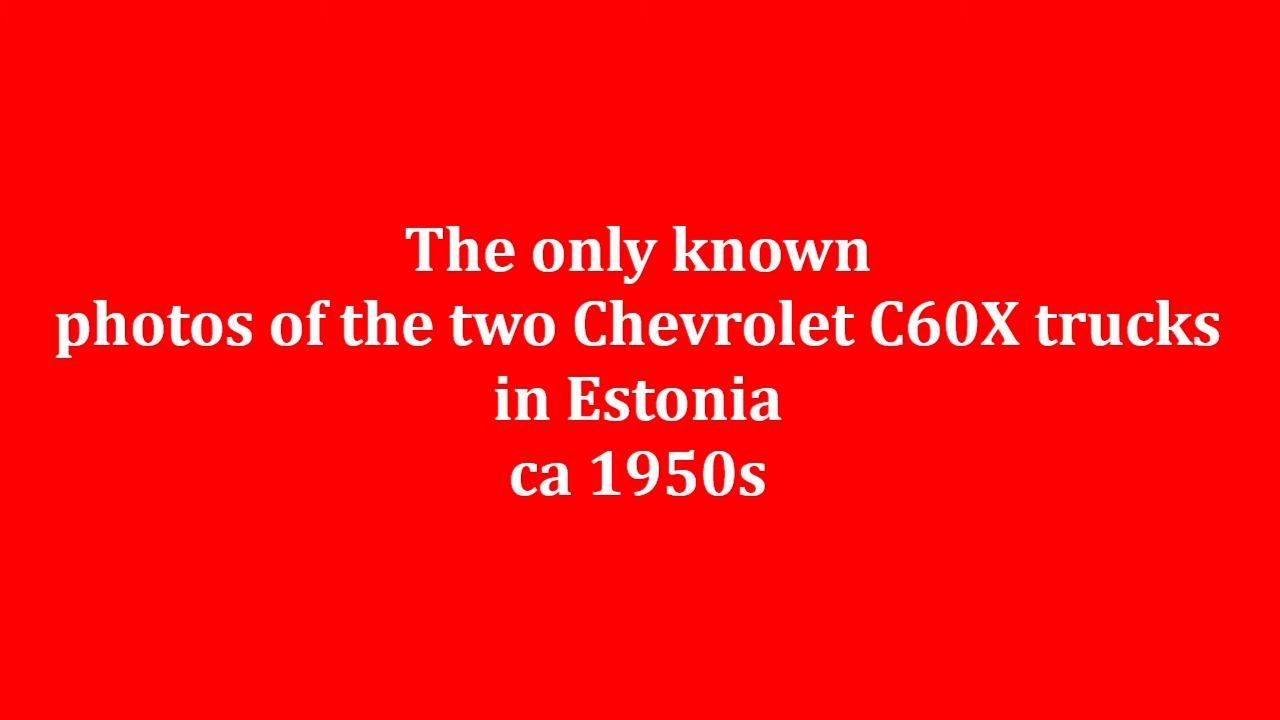 The only known
photos of the two Chevrolet C60X trucks
in Estonia
ca 1950s